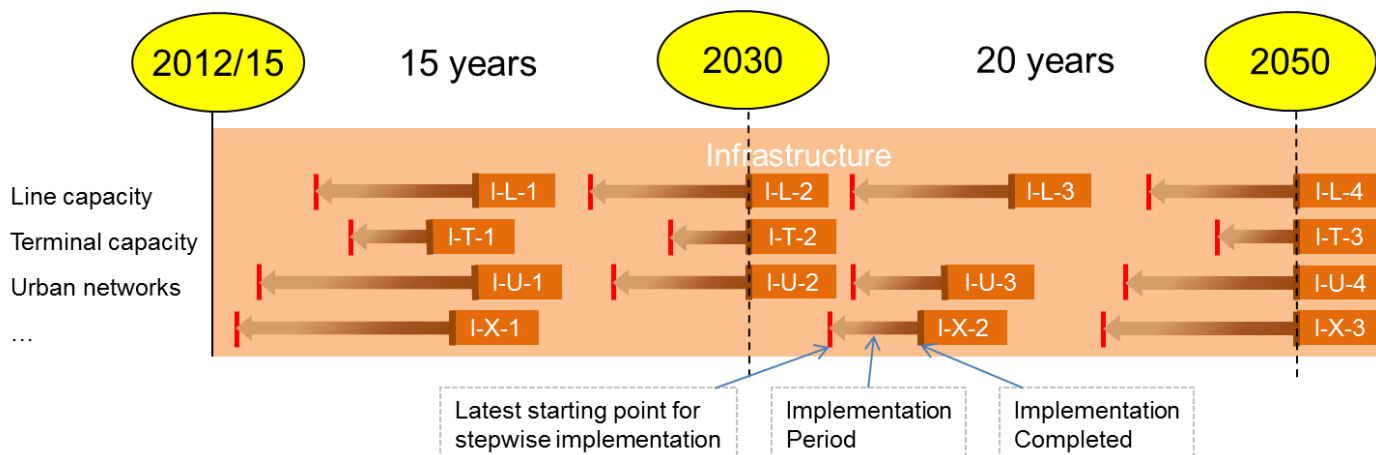 2012/15 15 years 2030 20 years 2050
Infrastructure
Line capacity I-L-1 I-L-2 I-L-3 I-L-4
Terminal capacity I-T-1 I-T-2 I-T-3
Urban networks I-U-1 I-U-2 I-U-3 I-U-4
… I-X-1 I-X-2 I-X-3
Latest starting point for
stepwise implementation
Implementation
Period
Implementation
Completed